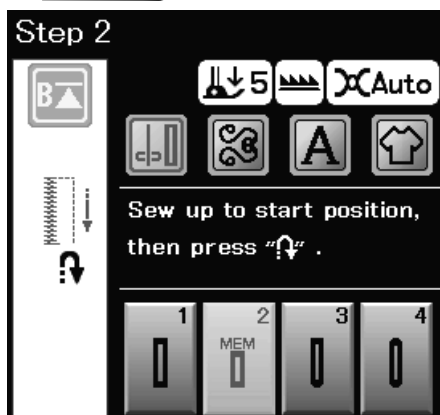 Step 2
B
5
Auto
A
Sew up to start position,
then press “ ” .
1 2 3 4
MEM